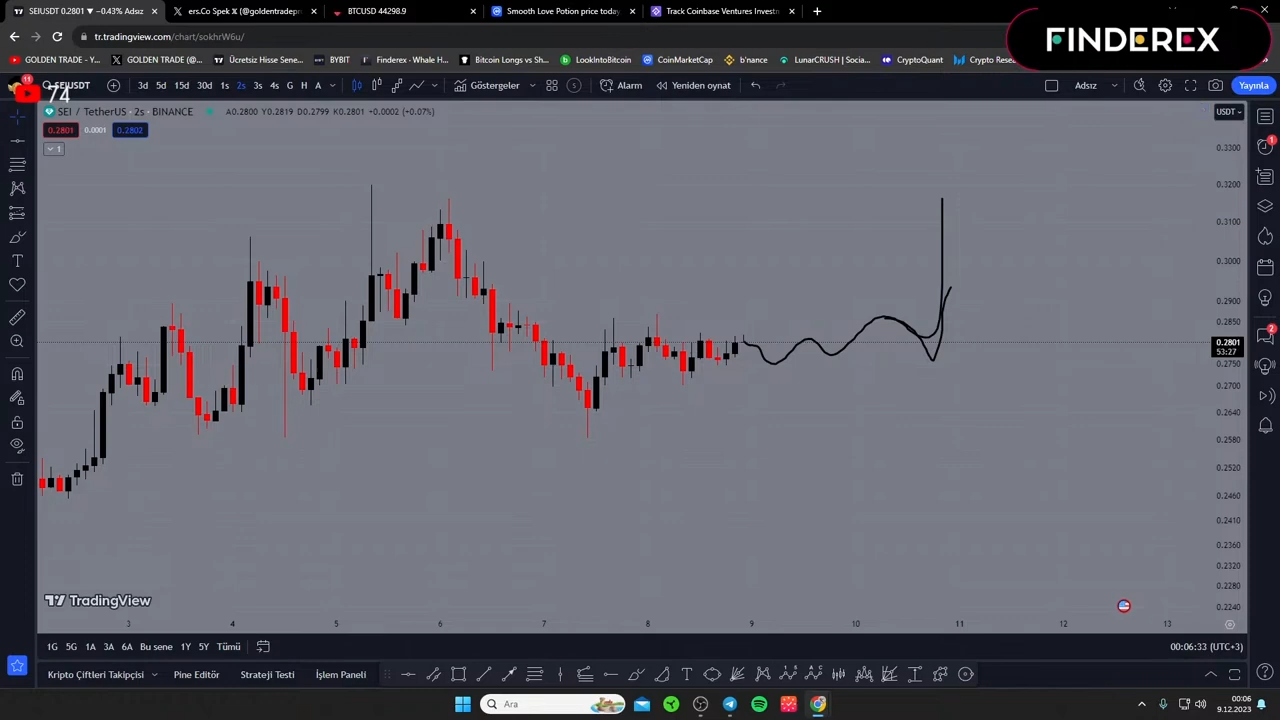 SEIUSDT 0.2801 ▼ −0.43% Adsız
ers.Co Spek X (@goldentradepro
BTCUSD 44298.9
Smooth Love Potion price today
Track Coinbase Ventures Investm
FINDEREX
tr.tradingview.com/chart/sokhrW6u/
GOLDEN TRADE - Y...
GOLDEN TRADE (@...
Ücretsiz Hisse Sene...
BYBIT
Finderex - Whale H...
Bitcoin Longs vs Sho...
LookIntoBitcoin
CoinMarketCap
b'nance
LunarCRUSH | Social...
CryptoQuant
Crypto Resea
11
74
SEIUSDT
3d 5d 15d 30d 1s 2s 3s 4s G H A
Göstergeler
Alarm
Yeniden oynat
Adsız
Yayınla
SEI / TetherUS · 2s · BINANCE
A0.2800 Y0.2819 D0.2799 K0.2801 +0.0002 (+0.07%)
USDT
0.2801 0.0001 0.2802
1
1
2
0.3300
0.3200
0.3100
0.3000
0.2900
0.2850
0.2801
53:27
0.2750
0.2700
0.2640
0.2580
0.2520
0.2460
0.2410
0.2360
0.2320
0.2280
0.2240
TradingView
3 4 5 6 7 8 9 10 11 12 13
1G 5G 1A 3A 6A Bu sene 1Y 5Y Tümü
00:06:33 (UTC+3)
Kripto Çiftleri Takipçisi
Pine Editör
Strateji Testi
İşlem Paneli
Ara
00:06
9.12.2023